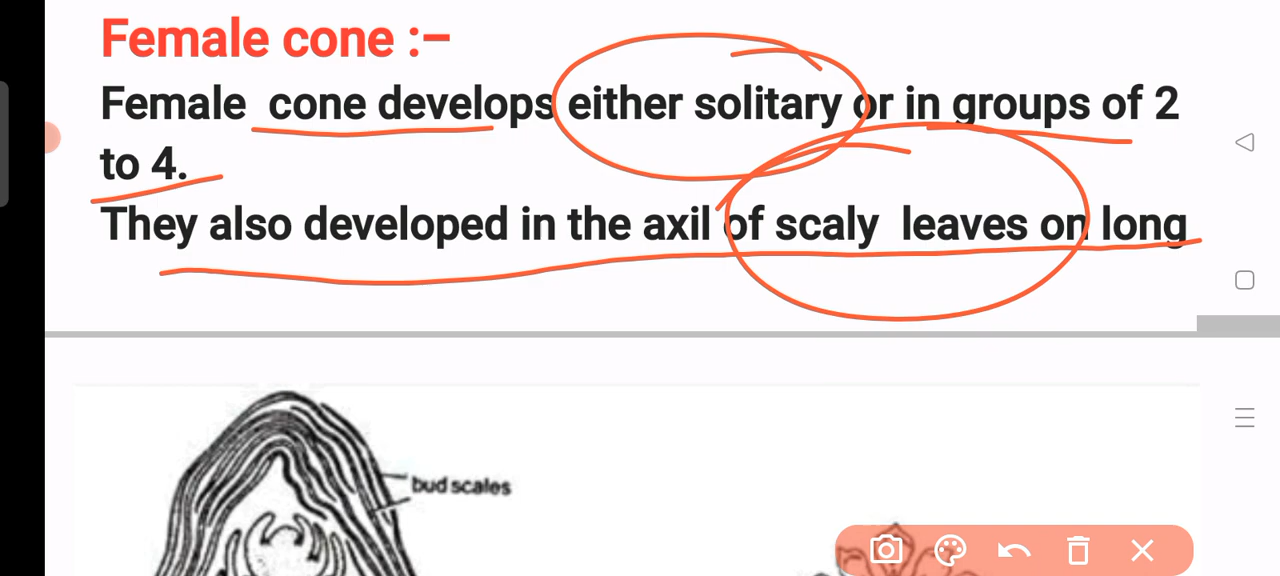 Female cone :–
Female cone develops either solitary or in groups of 2
to 4.
They also developed in the axil of scaly leaves on long
bud scales